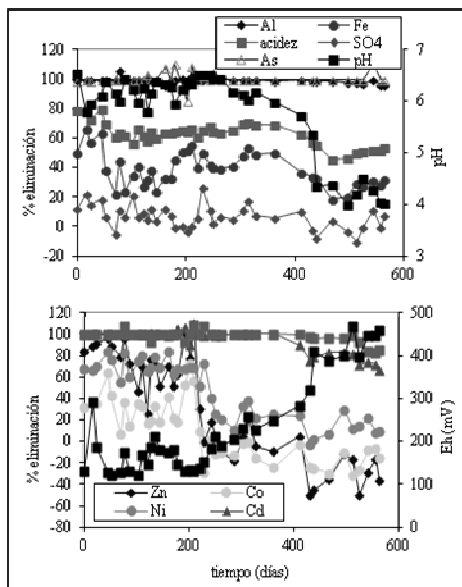 Al Fe
acidez SO4
As pH
120
100
80
60
40
20
0
-20
% eliminación
7
6
5
4
3
pH
0 200 400 600
120
100
80
60
40
20
0
-20
-40
-60
-80
% eliminación
500
400
300
200
100
0
Eh(mV)
Zn Co
Ni Cd
0 200 400 600
tiempo (días)